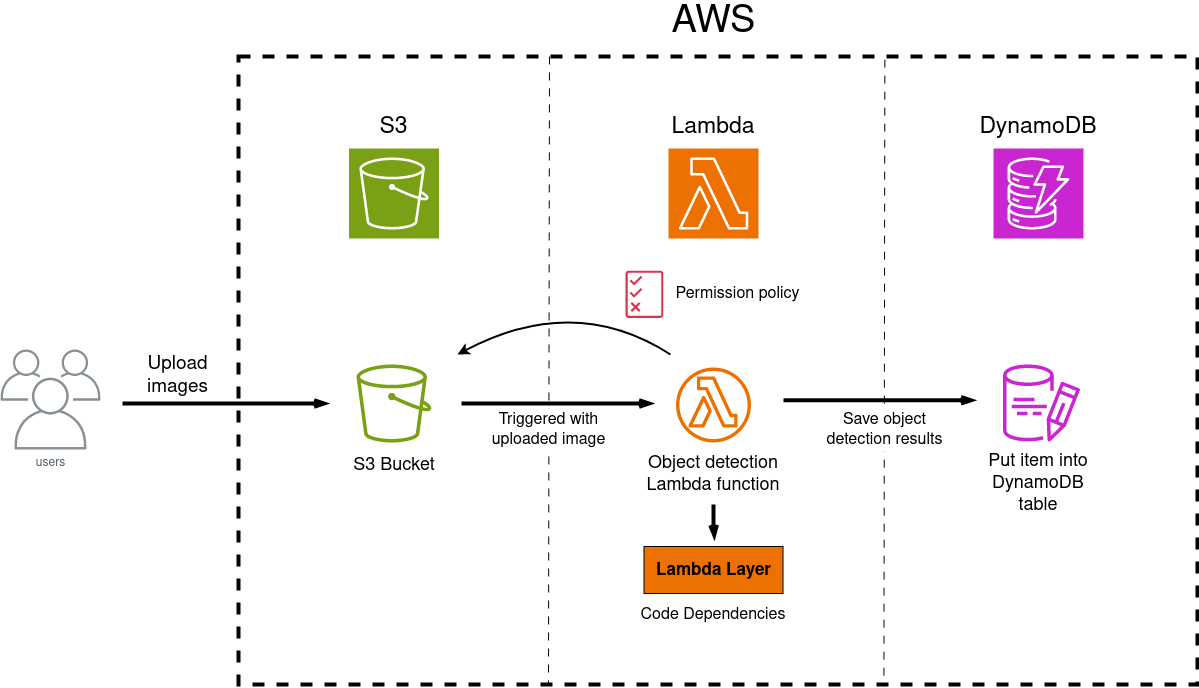 AWS
S3
Lambda
DynamoDB
Permission policy
Upload
images
users
S3 Bucket
Triggered with
uploaded image
Object detection
Lambda function
Save object
detection results
Put item into
DynamoDB
table
Lambda Layer
Code Dependencies